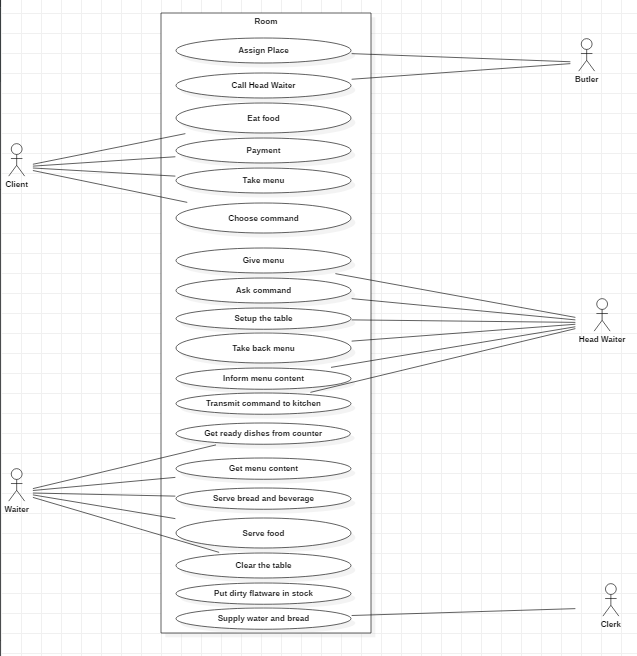 Room
Assign Place
Call Head Waiter
Butler
Eat food
Payment
Client
Take menu
Choose command
Give menu
Ask command
Setup the table
Head Waiter
Take back menu
Inform menu content
Transmit command to kitchen
Get ready dishes from counter
Get menu content
Serve bread and beverage
Waiter
Serve food
Clear the table
Put dirty flatware in stock
Supply water and bread
Clerk